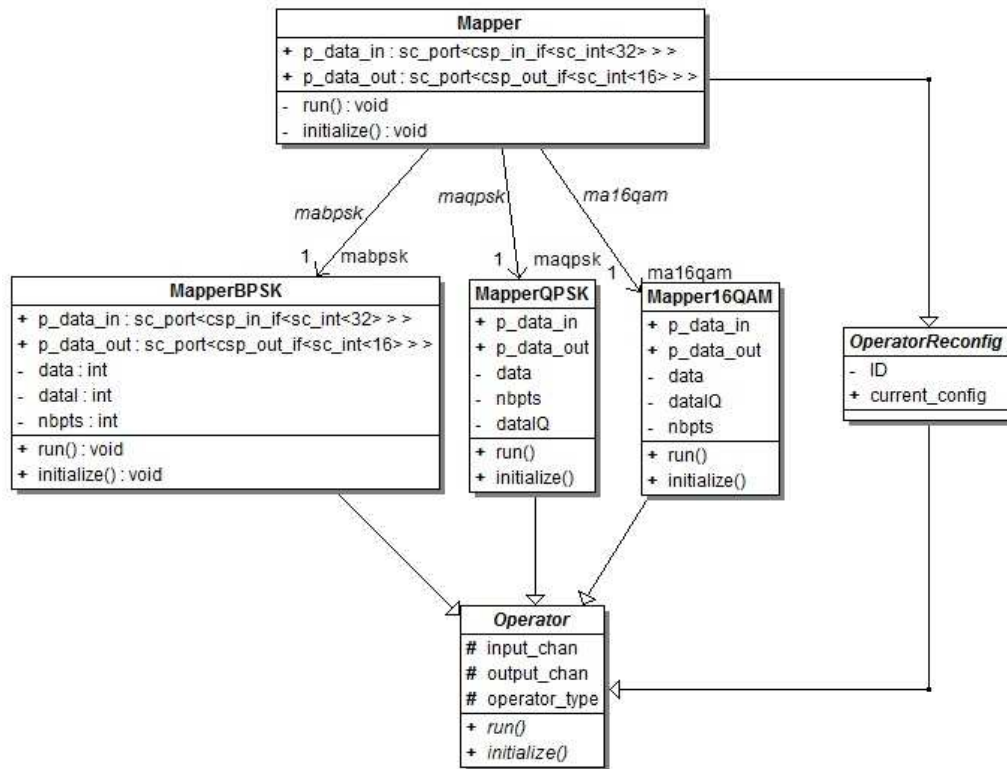 Mapper
+ p_data_in : sc_port<csp_in_if<sc_int<32> > >
+ p_data_out : sc_port<csp_out_if<sc_int<16> > >
- run() : void
- initialize() : void
mabpsk
maqpsk
ma16qam
1 mabpsk
1 maqpsk
1 ma16qam
MapperBPSK
+ p_data_in : sc_port<csp_in_if<sc_int<32> > >
+ p_data_out : sc_port<csp_out_if<sc_int<16> > >
- data : int
- dataI : int
- nbpts : int
+ run() : void
+ initialize() : void
MapperQPSK
+ p_data_in
+ p_data_out
- data
- nbpts
- dataIQ
+ run()
+ initialize()
Mapper16QAM
+ p_data_in
+ p_data_out
- data
- dataIQ
- nbpts
+ run()
+ initialize()
OperatorReconfig
- ID
+ current_config
Operator
# input_chan
# output_chan
# operator_type
+ run()
+ initialize()